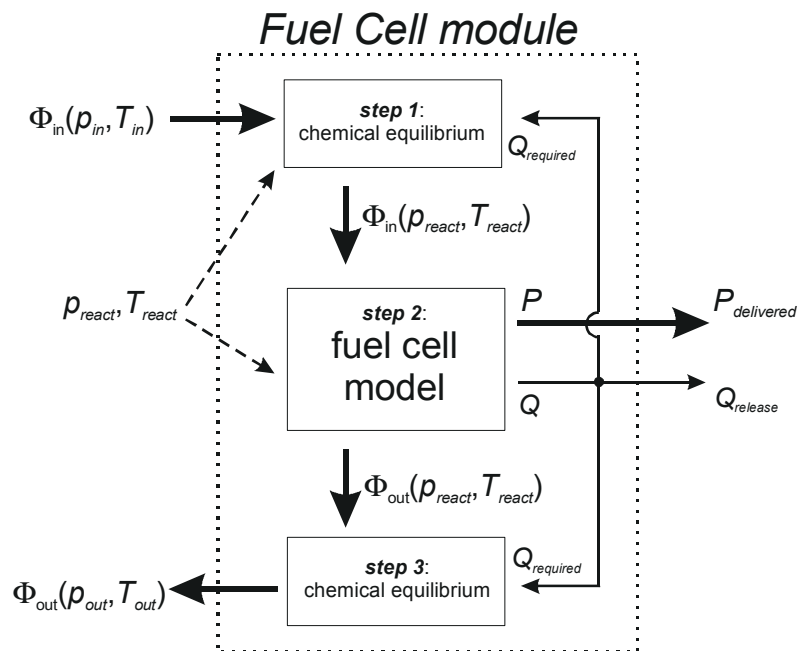 Fuel Cell module
Φin(pin,Tin)
step 1:
chemical equilibrium
Qrequired
Φin(preact,Treact)
preact,Treact
step 2:
fuel cell
model
P
Pdelivered
Q
Qrelease
Φout(preact,Treact)
step 3:
chemical equilibrium
Qrequired
Φout(pout,Tout)